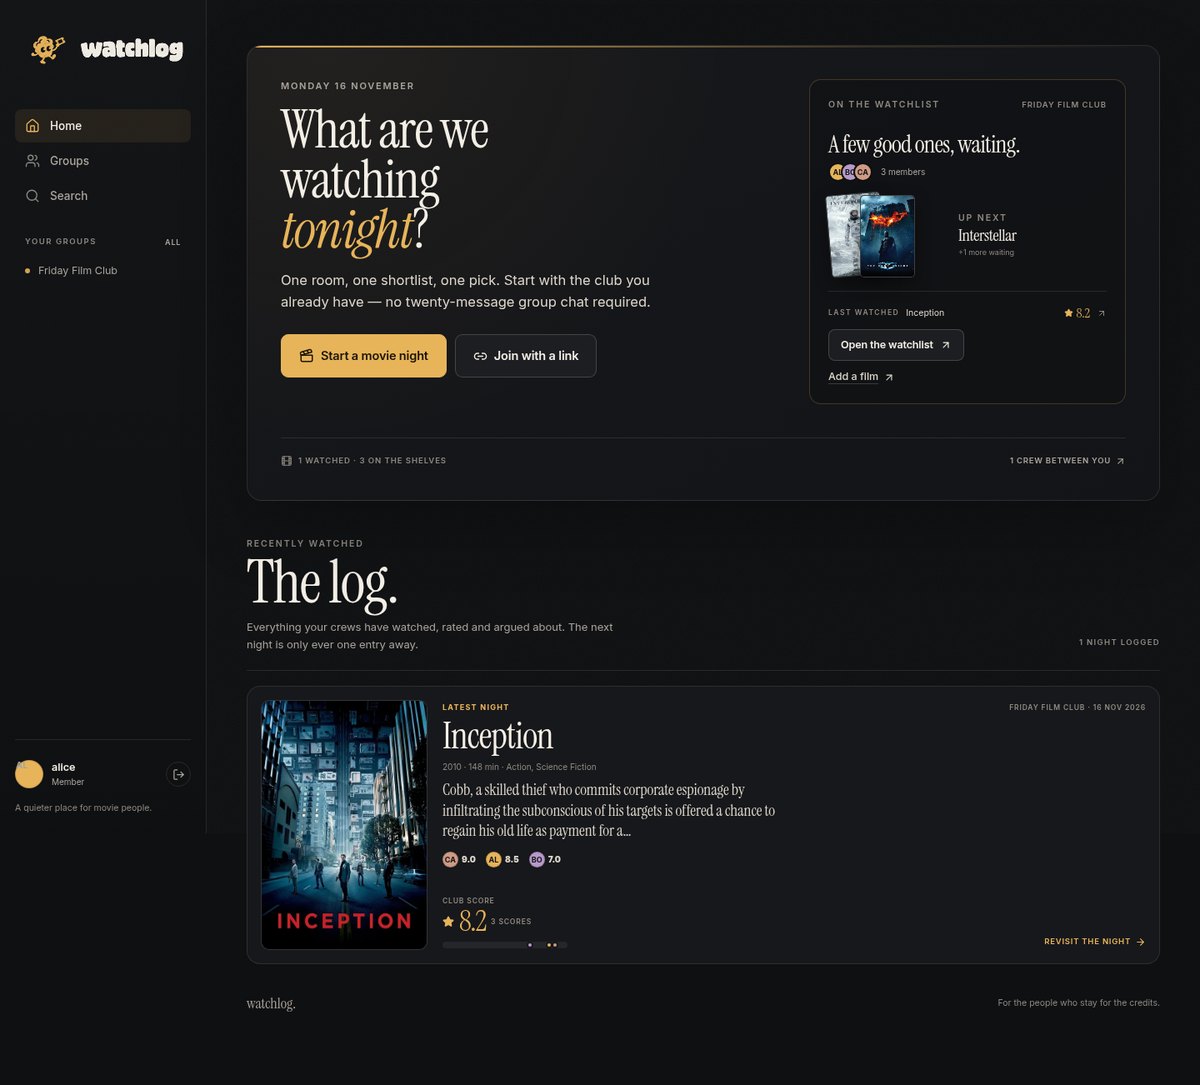 watchlog
Home
Groups
Search
YOUR GROUPS
ALL
Friday Film Club
alice
Member
A quieter place for movie people.
MONDAY 16 NOVEMBER
What are we
watching
tonight?
One room, one shortlist, one pick. Start with the club you
already have — no twenty-message group chat required.
Start a movie night
Join with a link
ON THE WATCHLIST
FRIDAY FILM CLUB
A few good ones, waiting.
AL BO CA 3 members
UP NEXT
Interstellar
+1 more waiting
LAST WATCHED Inception
8.2
Open the watchlist
Add a film
1 WATCHED · 3 ON THE SHELVES
1 CREW BETWEEN YOU
RECENTLY WATCHED
The log.
Everything your crews have watched, rated and argued about. The next
night is only ever one entry away.
1 NIGHT LOGGED
INCEPTION
LATEST NIGHT
FRIDAY FILM CLUB · 16 NOV 2026
Inception
2010 · 148 min · Action, Science Fiction
Cobb, a skilled thief who commits corporate espionage by
infiltrating the subconscious of his targets is offered a chance to
regain his old life as payment for a...
CA 9.0 AL 8.5 BO 7.0
CLUB SCORE
8.2 3 SCORES
REVISIT THE NIGHT
watchlog.
For the people who stay for the credits.